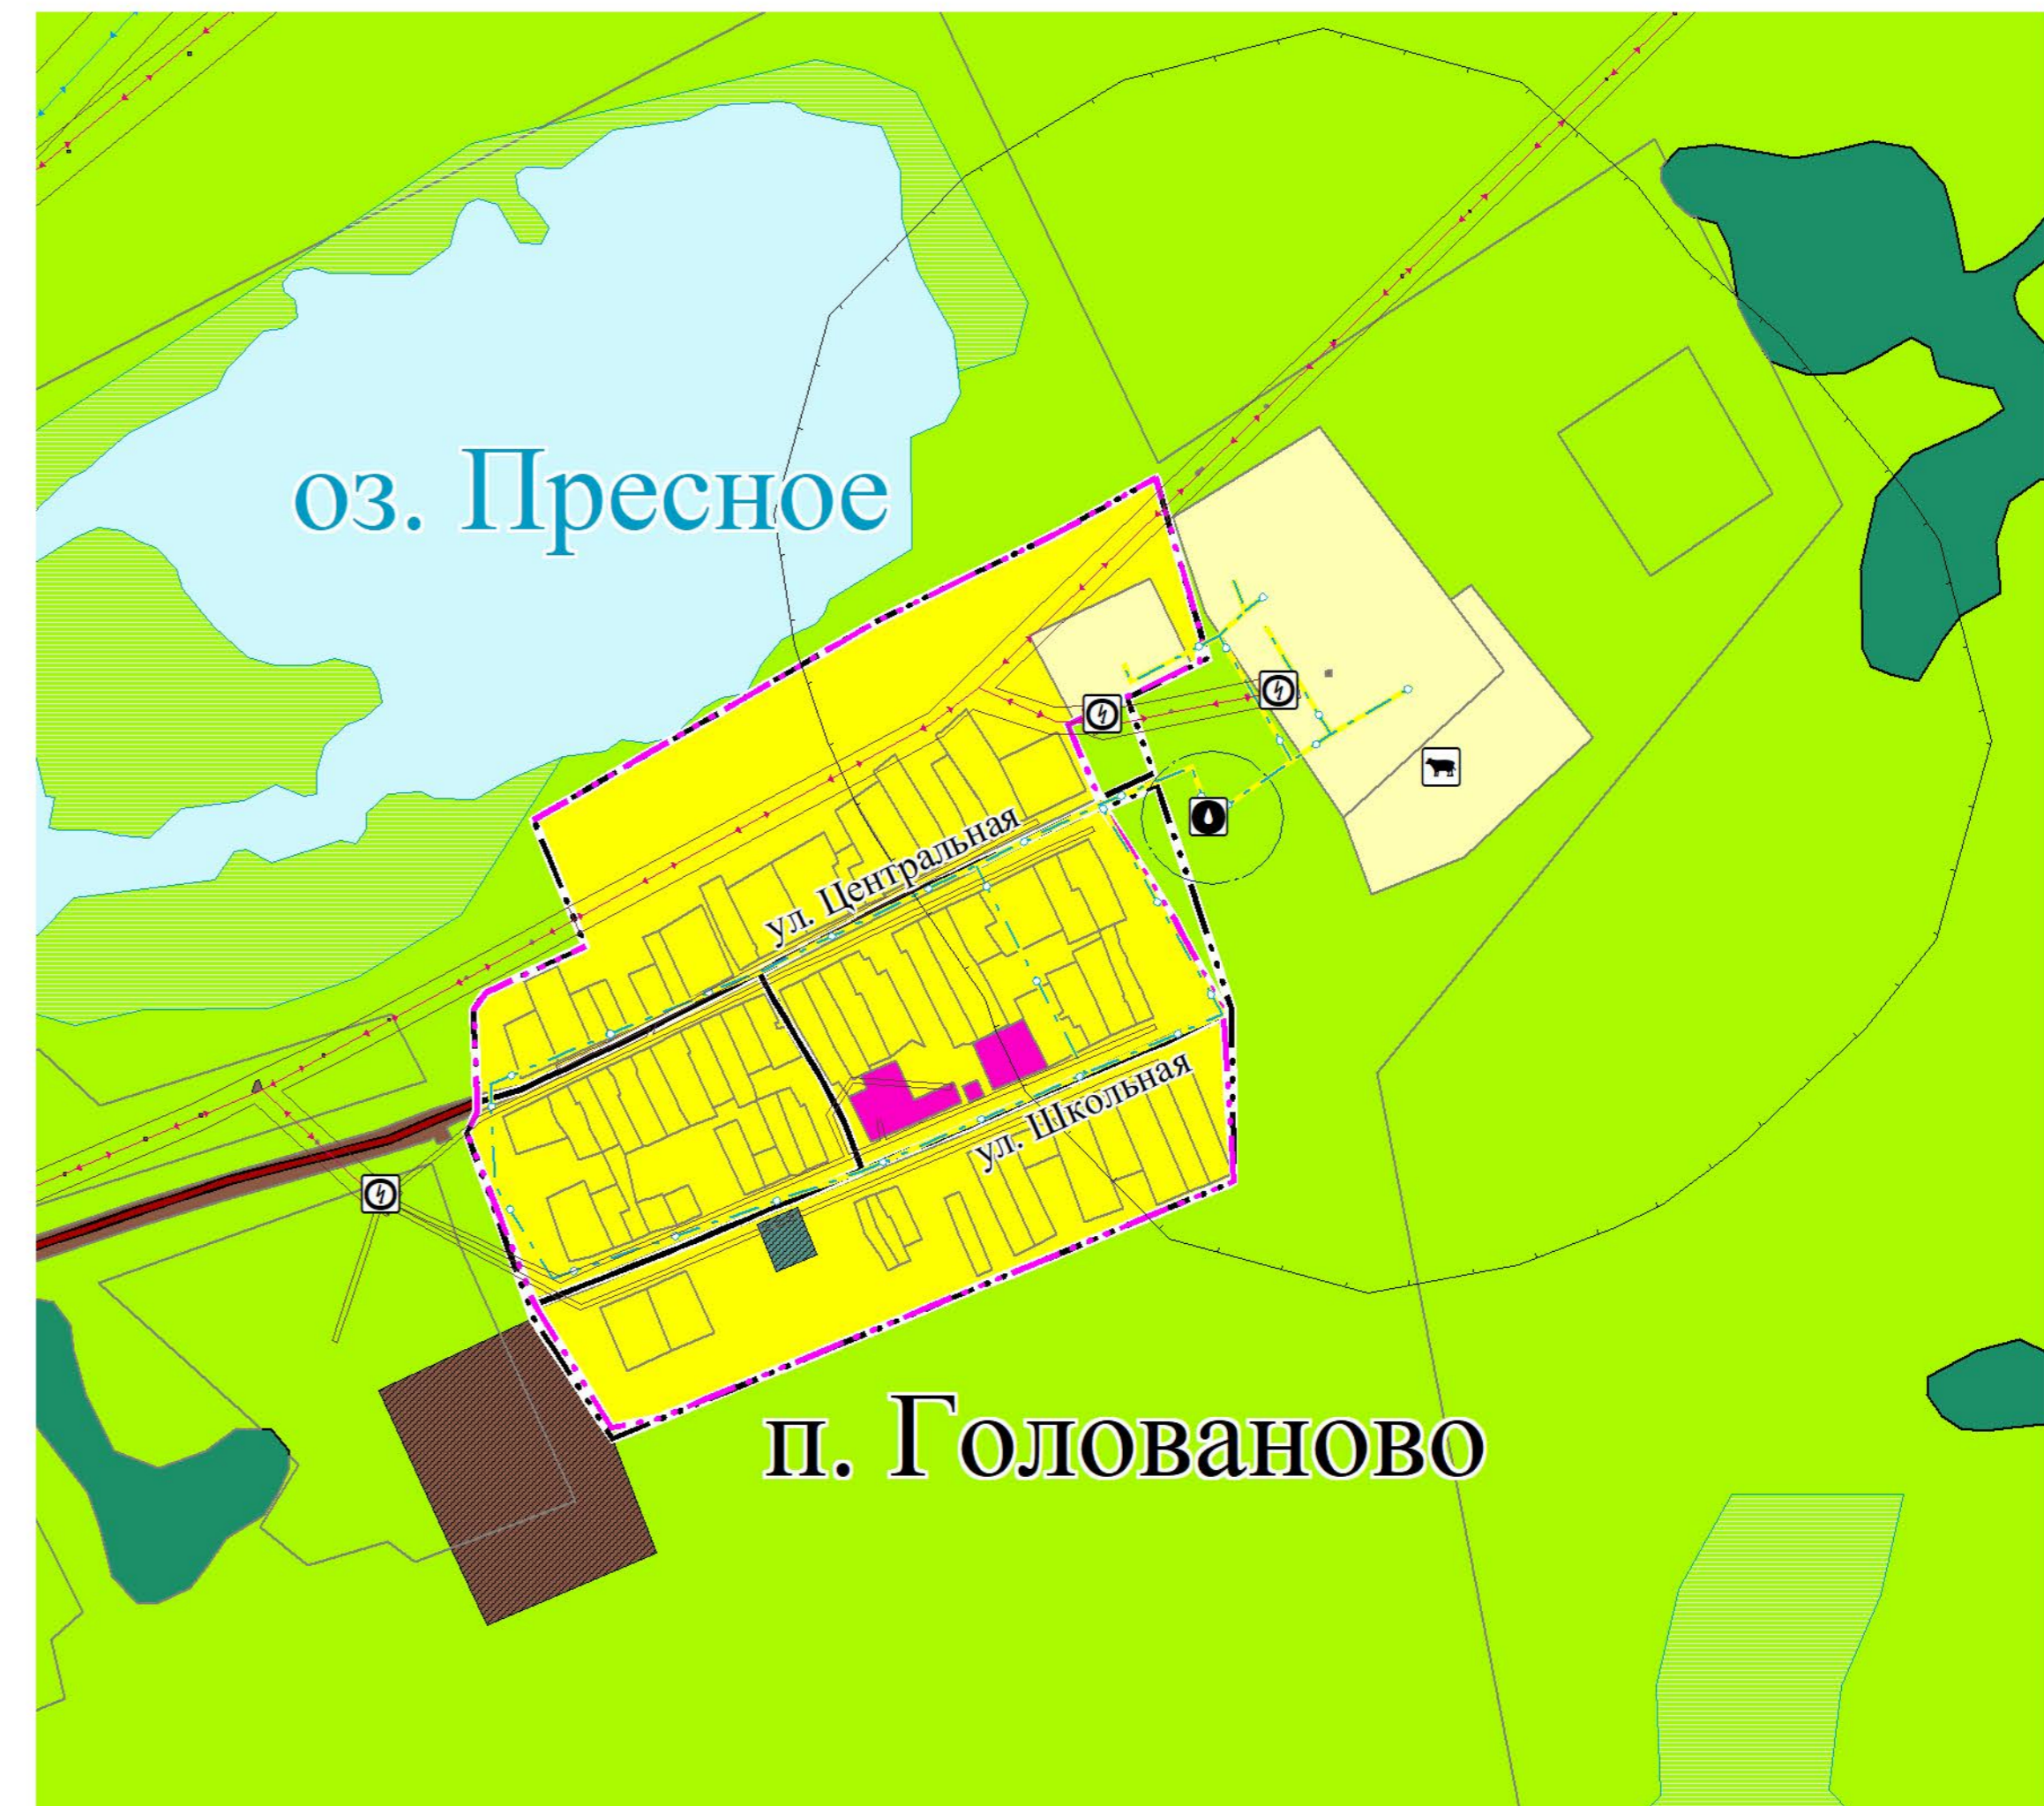 оз. Пресное
ул. Центральная
ул. Школьная
п. Голованово